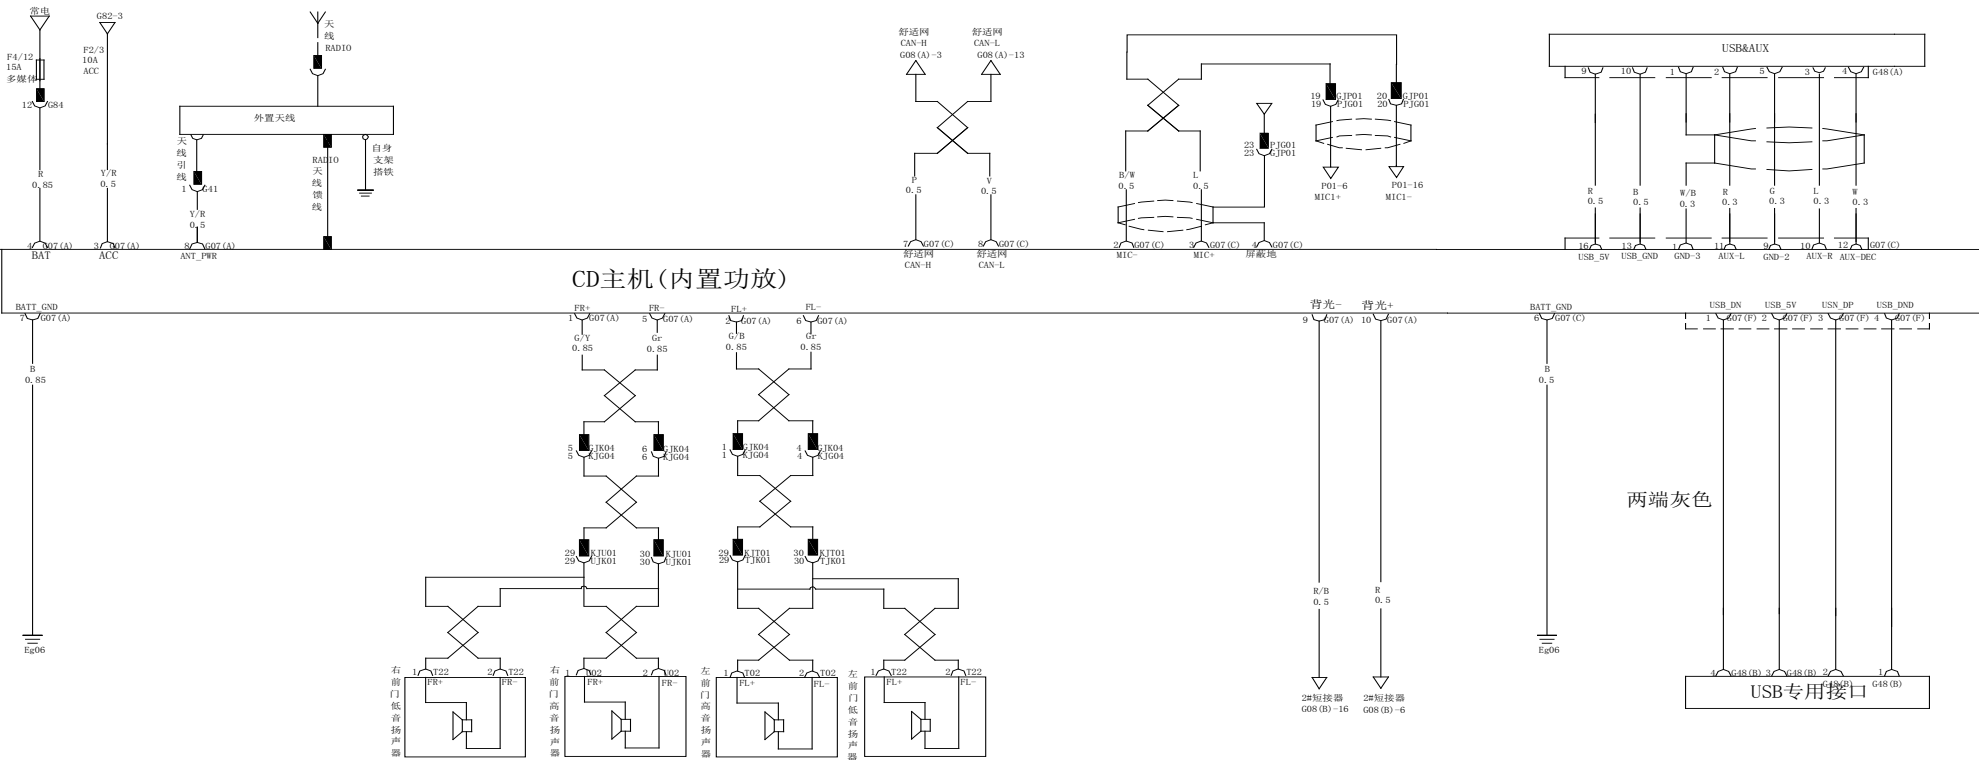 常电
F4/12
15A
多媒体
12 G84
R
0.85
4 G07(A)
BAT
G82-3
F2/3
10A
ACC
Y/R
0.5
3 G07(A)
ACC
天线
RADIO
外置天线
天线引线
1 G41
Y/R
0.5
8 G07(A)
ANT_PWR
RADIO
天线馈线
自身
支架
搭铁
舒适网
CAN-H
G08(A)-3
舒适网
CAN-L
G08(A)-13
P
0.5
V
0.5
7 G07(C)
舒适网
CAN-H
8 G07(C)
舒适网
CAN-L
B/W
0.5
L
0.5
2 G07(C)
MIC-
3 G07(C)
MIC+
4 G07(C)
屏蔽地
23 PJG01
23 GJP01
19 GJP01
19 PJG01
20 GJP01
20 PJG01
P01-6
MIC1+
P01-16
MIC1-
USB&AUX
9 10 1 2 5 3 4 G48(A)
R
0.5
B
0.5
W/B
0.3
R
0.3
G
0.3
L
0.3
W
0.3
16 13 1 11 9 10 12 G07(C)
USB_5V USB_GND GND-3 AUX-L GND-2 AUX-R AUX-DEC
CD主机(内置功放)
BATT_GND
7 G07(A)
B
0.85
Eg06
FR+
1 G07(A)
G/Y
0.85
FR-
5 G07(A)
Gr
0.85
FL+
2 G07(A)
G/B
0.85
FL-
6 G07(A)
Gr
0.85
5 GJK04
5 KJG04
6 GJK04
6 KJG04
1 GJK04
1 KJG04
4 GJK04
4 KJG04
29 KJU01
29 UJK01
30 KJU01
30 UJK01
29 KJT01
29 TJK01
30 KJT01
30 TJK01
右前门低音扬声器
1 T22
FR+
2 T22
FR-
右前门高音扬声器
1 U02
FR+
2 U02
FR-
左前门高音扬声器
1 T02
FL+
2 T02
FL-
左前门低音扬声器
1 T22
FL+
2 T22
FL-
背光-
9 G07(A)
R/B
0.5
2#短接器
G08(B)-16
背光+
10 G07(A)
R
0.5
2#短接器
G08(B)-6
BATT_GND
6 G07(C)
B
0.5
Eg06
USB_DN USB_5V USN_DP USB_DND
1 G07(F) 2 G07(F) 3 G07(F) 4 G07(F)
两端灰色
4 G48(B) 3 G48(B) 2 G48(B) 1 G48(B)
USB专用接口